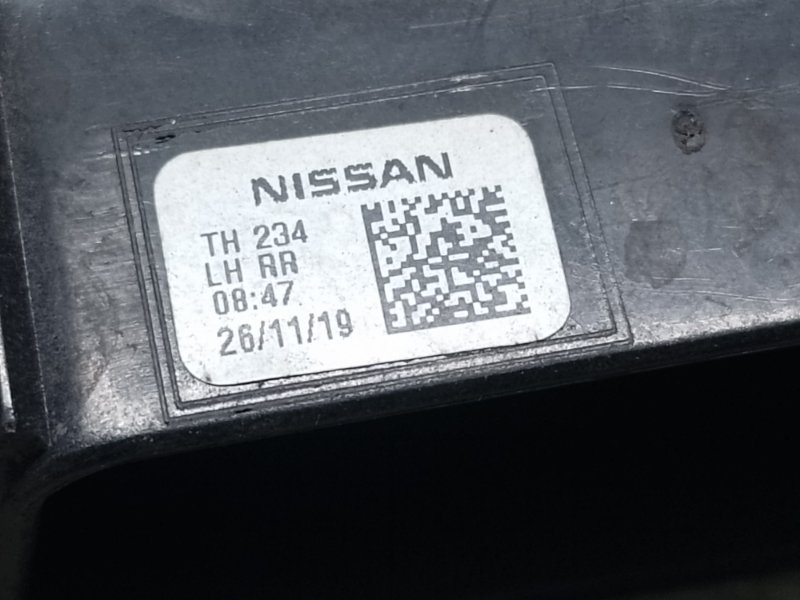 NISSAN
TH 234
LH RR
08:47
26/11/19